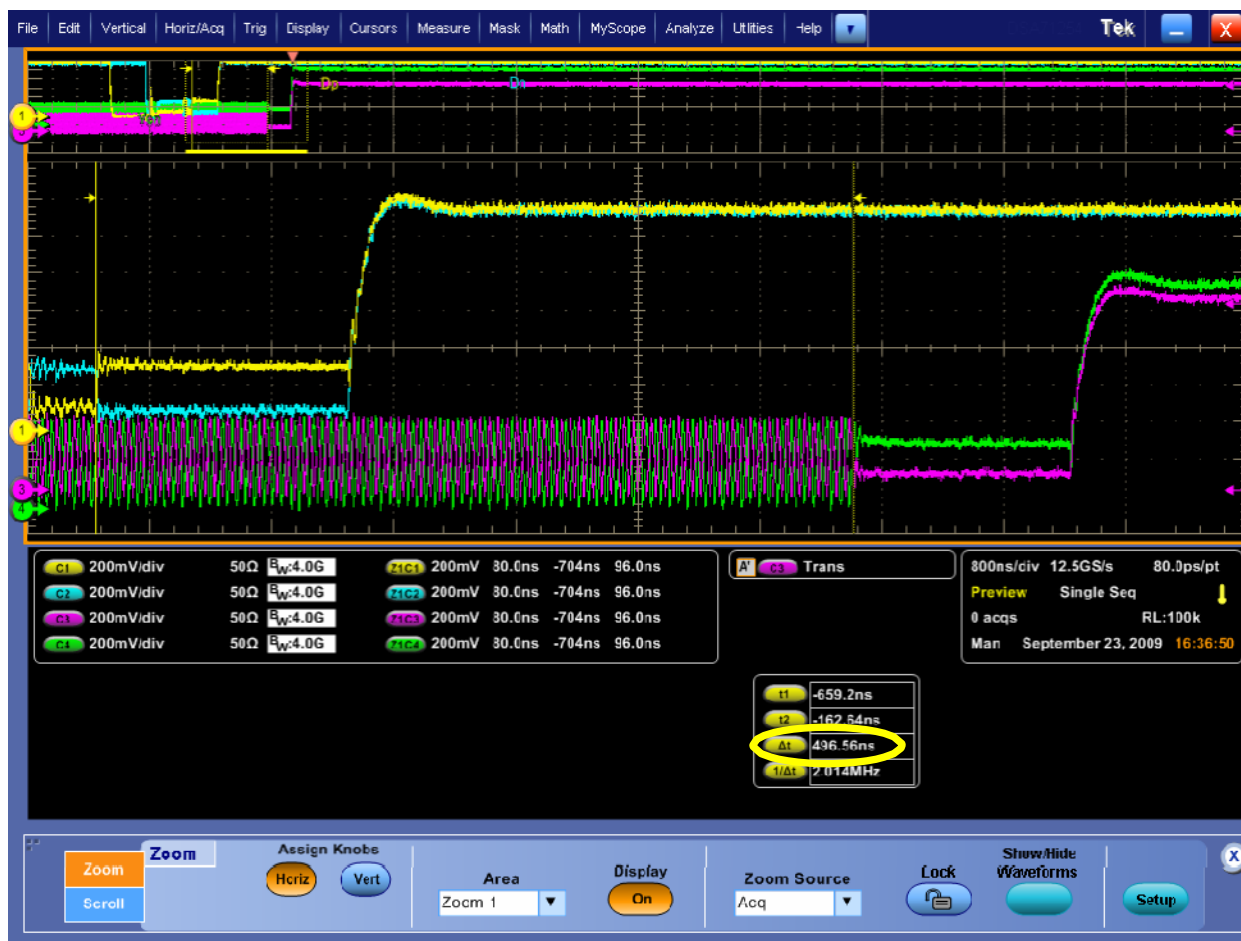 File Edit Vertical Horiz/Acq Trig Display Cursors Measure Mask Math MyScope Analyze Utilities Help Tek X
Dp Dn
1
1
3
4
C1 200mV/div 50Ω BW:4.0G
C2 200mV/div 50Ω BW:4.0G
C3 200mV/div 50Ω BW:4.0G
C4 200mV/div 50Ω BW:4.0G
Z1C1 200mV 80.0ns -704ns 96.0ns
Z1C2 200mV 80.0ns -704ns 96.0ns
Z1C3 200mV 80.0ns -704ns 96.0ns
Z1C4 200mV 80.0ns -704ns 96.0ns
A' C3 Trans
800ns/div 12.5GS/s 80.0ps/pt
Preview Single Seq
0 acqs RL:100k
Man September 23, 2009 16:36:50
t1 -659.2ns
t2 -162.64ns
Δt 496.56ns
1/Δt 2.014MHz
Zoom
Scroll
Zoom
Assign Knobs
Horiz Vert
Area
Zoom 1
Display
On
Zoom Source
Acq
Lock
Show/Hide
Waveforms
Setup
X